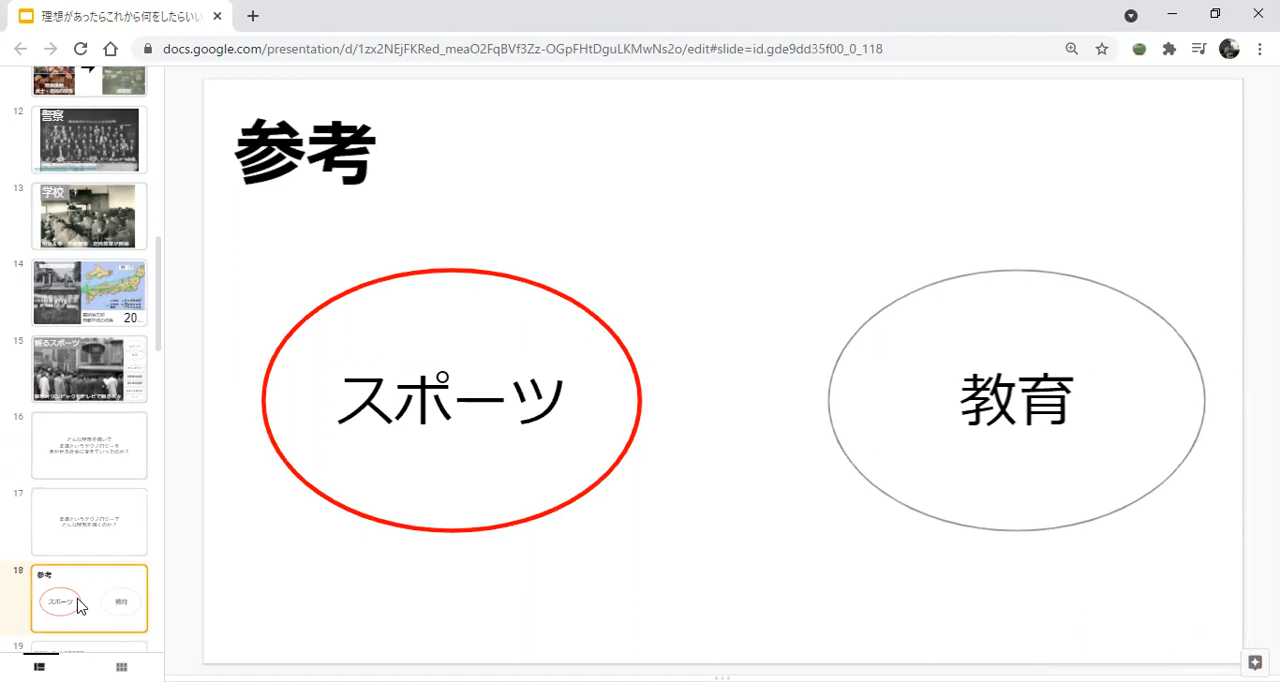 理想があったらこれから何をしたらいい
docs.google.com/presentation/d/1zx2NEjFKRed_meaO2FqBVf3Zz-OGpFHtDguLKMwNs2o/edit#slide=id.gde9dd35f00_0_118
12
警察
13
学校
14
20
15
観るスポーツ
16
17
18
参考
スポーツ
教育
19
参考
スポーツ
教育